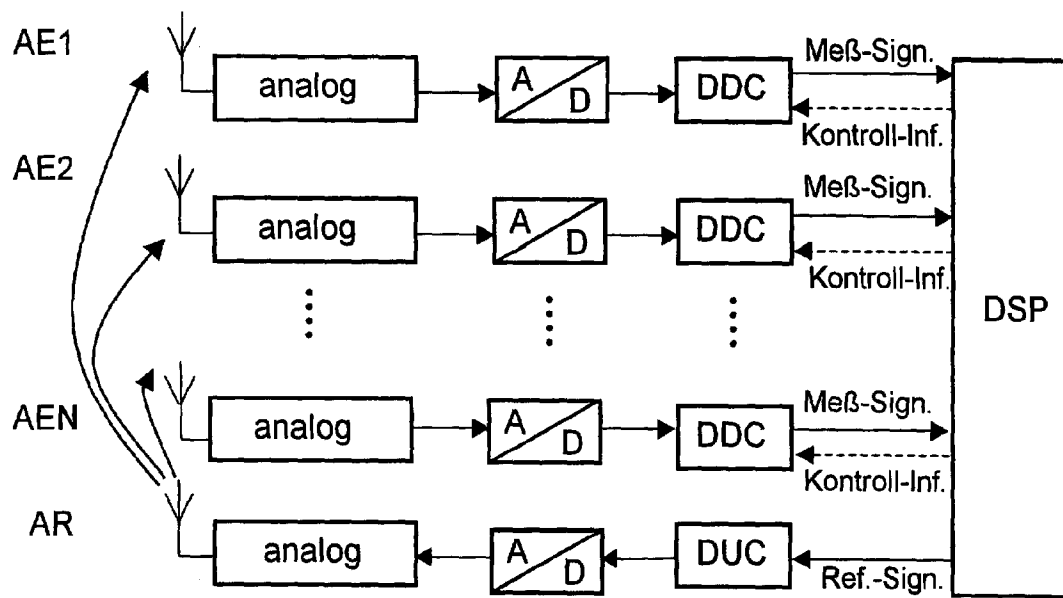 AE1
analog
A
D
DDC
Meß-Sign.
Kontroll-Inf.
AE2
analog
A
D
DDC
Meß-Sign.
Kontroll-Inf.
DSP
AEN
analog
A
D
DDC
Meß-Sign.
Kontroll-Inf.
AR
analog
A
D
DUC
Ref.-Sign.